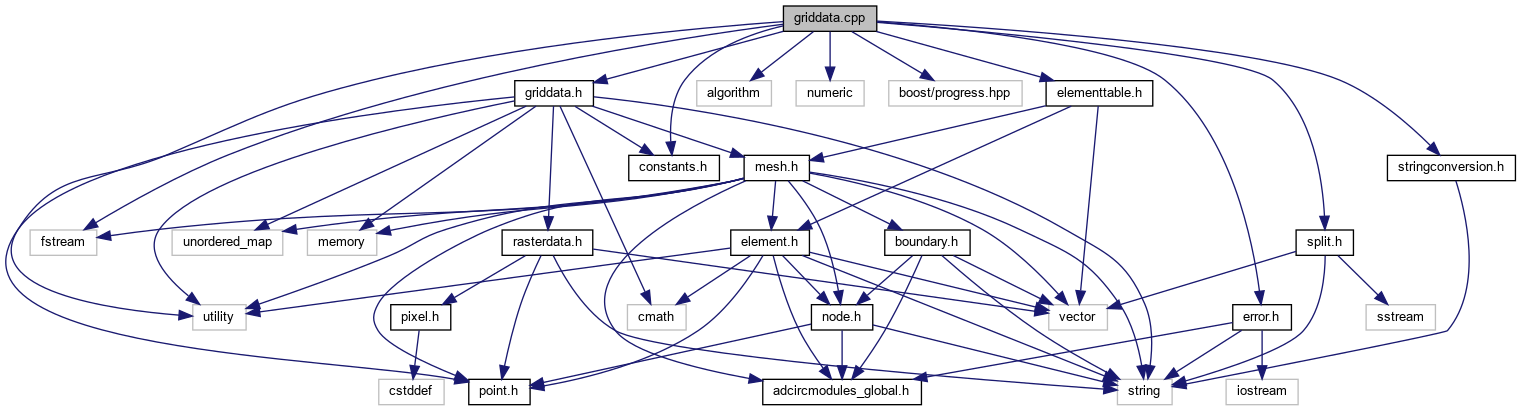 griddata.cpp
griddata.h
algorithm
numeric
boost/progress.hpp
elementtable.h
constants.h
mesh.h
stringconversion.h
fstream
unordered_map
memory
rasterdata.h
element.h
boundary.h
split.h
utility
pixel.h
cmath
node.h
vector
error.h
sstream
cstddef
point.h
adcircmodules_global.h
string
iostream